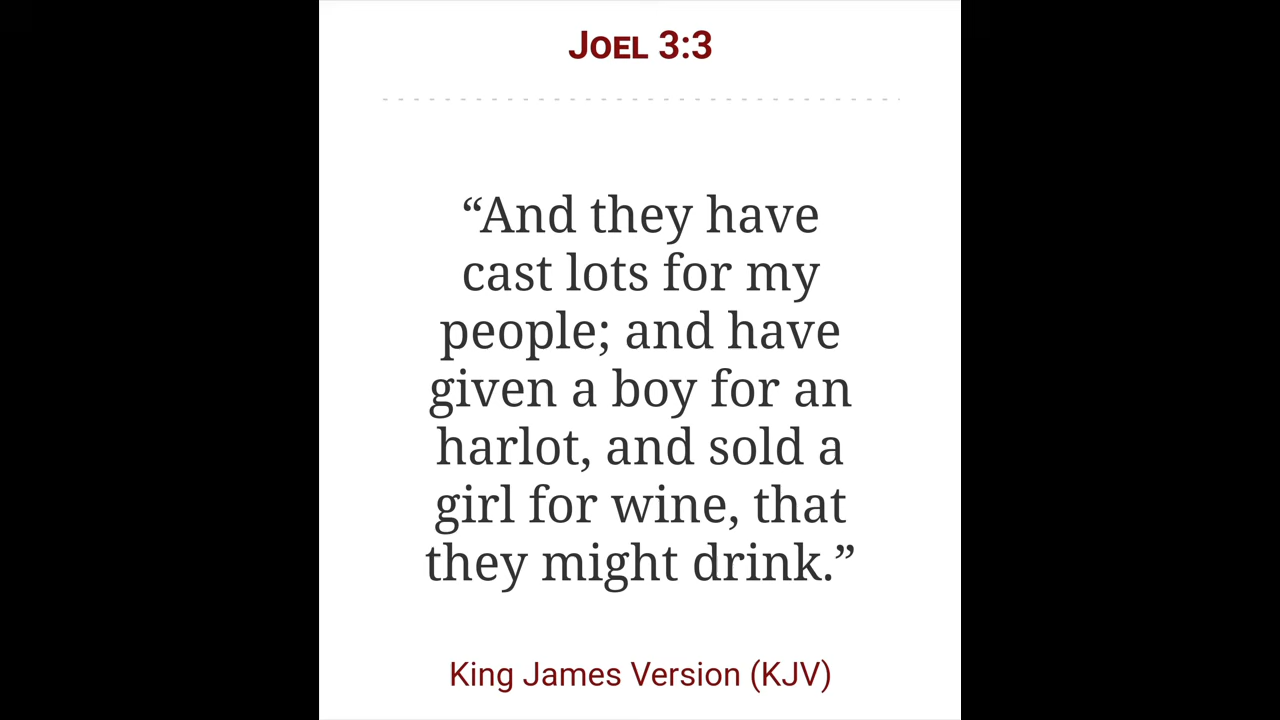 Joel 3:3
“And they have
cast lots for my
people; and have
given a boy for an
harlot, and sold a
girl for wine, that
they might drink.”
King James Version (KJV)